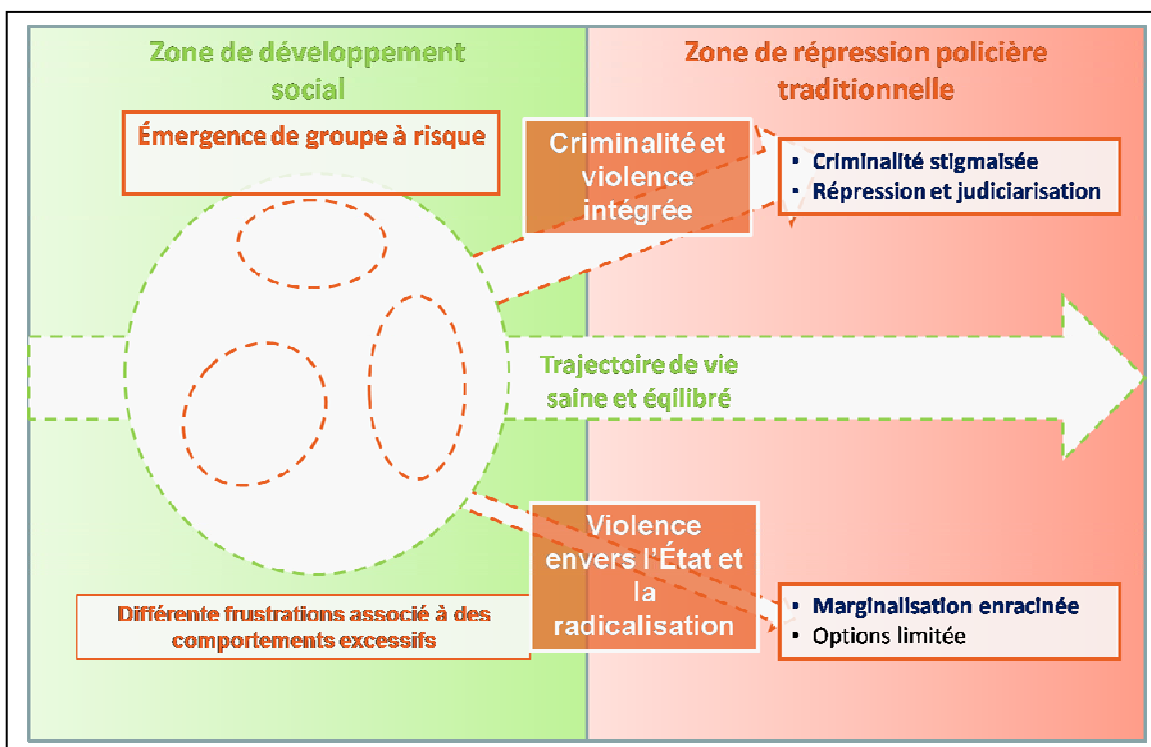 Zone de développement
social
Zone de répression policière
traditionnelle
Émergence de groupe à risque
Criminalité et
violence
intégrée
• Criminalité stigmaisée
• Répression et judiciarisation
Trajectoire de vie
saine et éqilibré
Violence
envers l'État et
la
radicalisation
Différente frustrations associé à des
comportements excessifs
• Marginalisation enracinée
• Options limitée